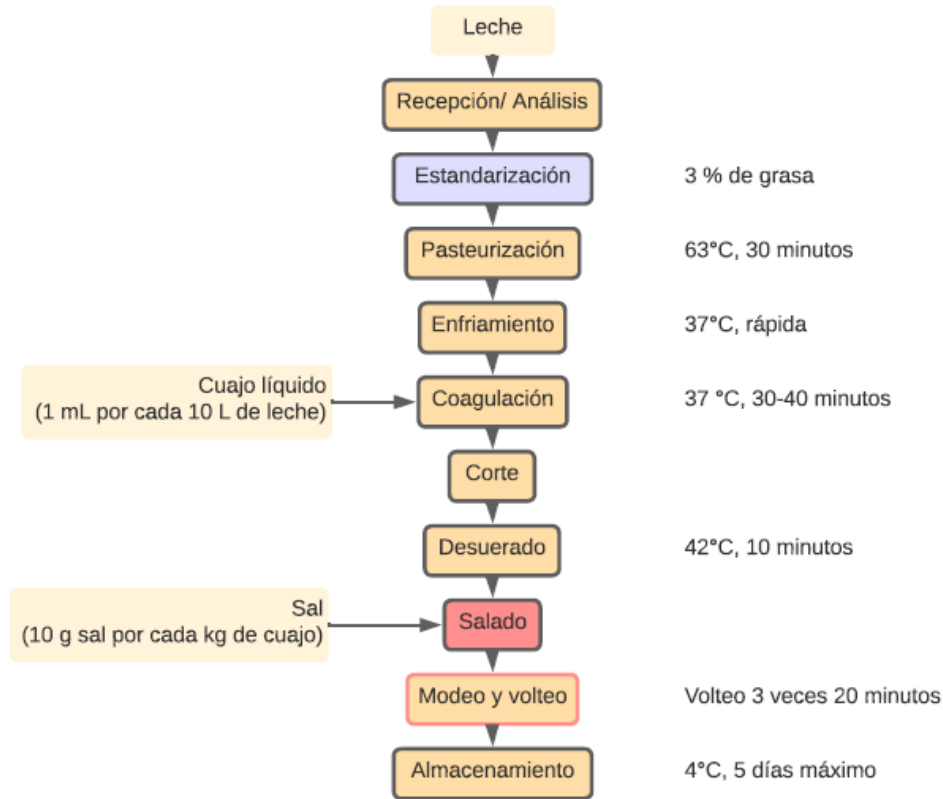 Leche
Recepción/ Análisis
Estandarización
3 % de grasa
Pasteurización
63°C, 30 minutos
Enfriamiento
37°C, rápida
Cuajo líquido
(1 mL por cada 10 L de leche)
Coagulación
37 °C, 30-40 minutos
Corte
Desuerado
42°C, 10 minutos
Sal
(10 g sal por cada kg de cuajo)
Salado
Modeo y volteo
Volteo 3 veces 20 minutos
Almacenamiento
4°C, 5 días máximo